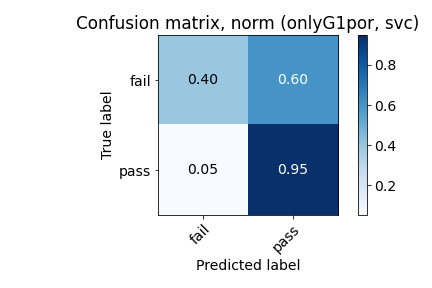 Confusion matrix, norm (onlyG1por, svc)
True label
fail
0.40
0.60
pass
0.05
0.95
fail
pass
Predicted label
0.8
0.6
0.4
0.2